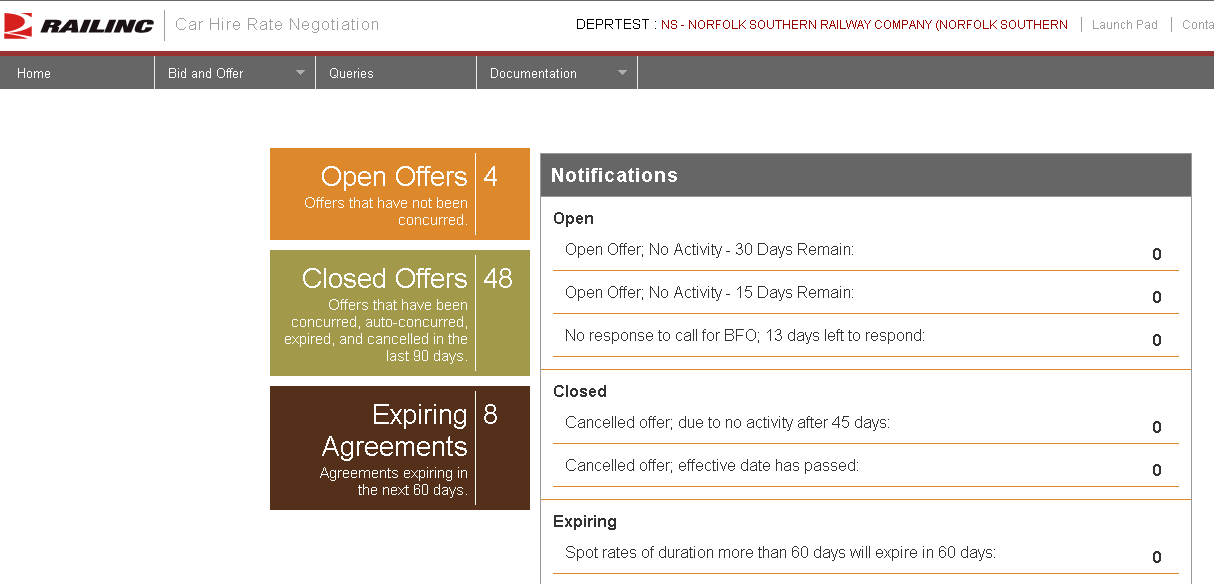 RAILINC
Car Hire Rate Negotiation
DEPRTEST : NS - NORFOLK SOUTHERN RAILWAY COMPANY (NORFOLK SOUTHERN
Launch Pad
Conta
Home
Bid and Offer
Queries
Documentation
Open Offers 4
Offers that have not been
concurred.
Closed Offers 48
Offers that have been
concurred, auto-concurred,
expired, and cancelled in the
last 90 days.
Expiring 8
Agreements
Agreements expiring in
the next 60 days.
Notifications
Open
Open Offer; No Activity - 30 Days Remain: 0
Open Offer; No Activity - 15 Days Remain: 0
No response to call for BFO; 13 days left to respond: 0
Closed
Cancelled offer; due to no activity after 45 days: 0
Cancelled offer; effective date has passed: 0
Expiring
Spot rates of duration more than 60 days will expire in 60 days: 0